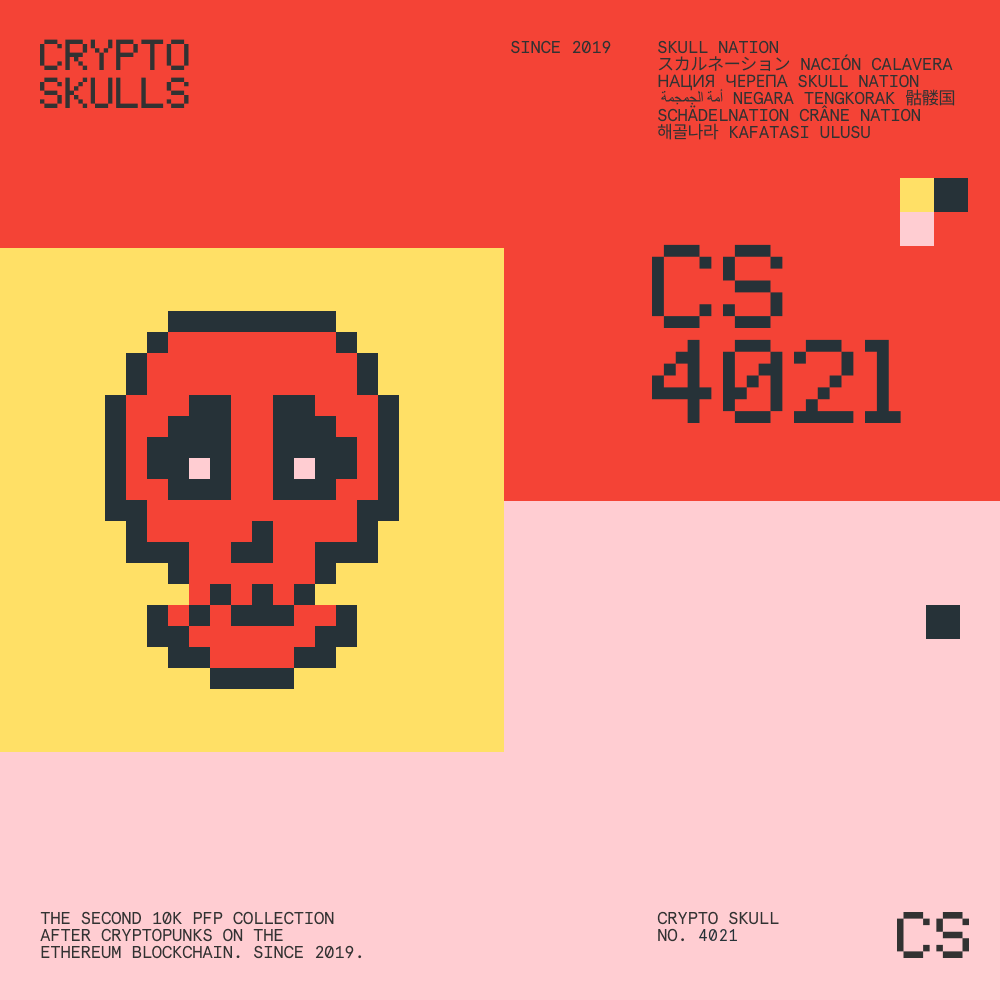 CRYPTO
SKULLS
SINCE 2019
SKULL NATION
スカルネーション NACIÓN CALAVERA
НАЦИЯ ЧЕРЕПА SKULL NATION
أمة الجمجمة NEGARA TENGKORAK 骷髅国
SCHÄDELNATION CRÂNE NATION
해골나라 KAFATASI ULUSU
CS
4021
THE SECOND 10K PFP COLLECTION
AFTER CRYPTOPUNKS ON THE
ETHEREUM BLOCKCHAIN. SINCE 2019.
CRYPTO SKULL
NO. 4021
CS